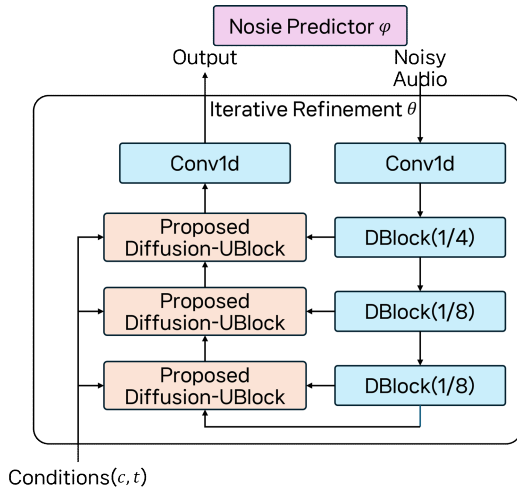 Nosie Predictor φ
Output
Noisy
Audio
Iterative Refinement θ
Conv1d
Conv1d
Proposed
Diffusion-UBlock
DBlock(1/4)
Proposed
Diffusion-UBlock
DBlock(1/8)
Proposed
Diffusion-UBlock
DBlock(1/8)
Conditions(c, t)